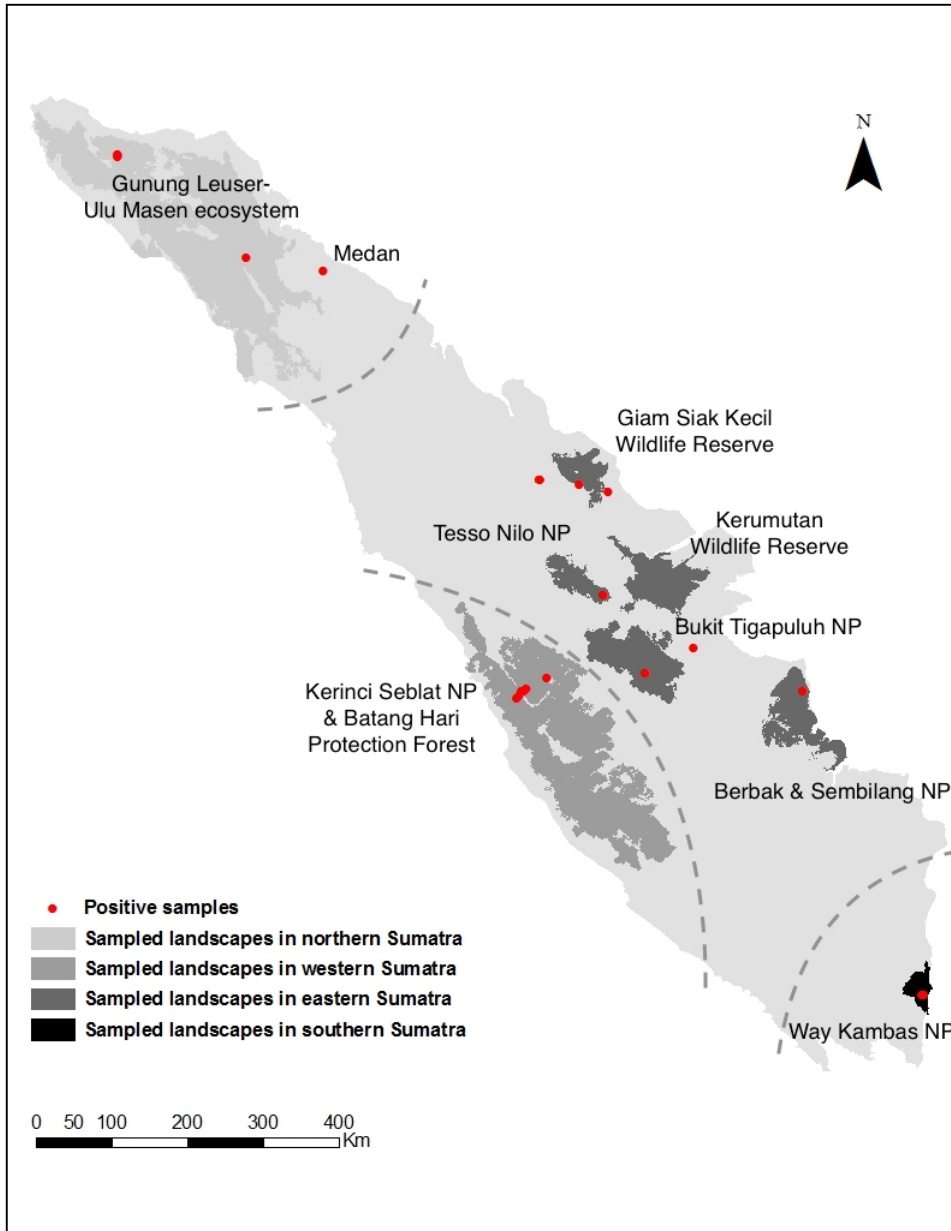 N
Gunung Leuser-
Ulu Masen ecosystem
Medan
Giam Siak Kecil
Wildlife Reserve
Tesso Nilo NP
Kerumutan
Wildlife Reserve
Bukit Tigapuluh NP
Kerinci Seblat NP
& Batang Hari
Protection Forest
Berbak & Sembilang NP
Way Kambas NP
Positive samples
Sampled landscapes in northern Sumatra
Sampled landscapes in western Sumatra
Sampled landscapes in eastern Sumatra
Sampled landscapes in southern Sumatra
0 50 100 200 300 400
Km